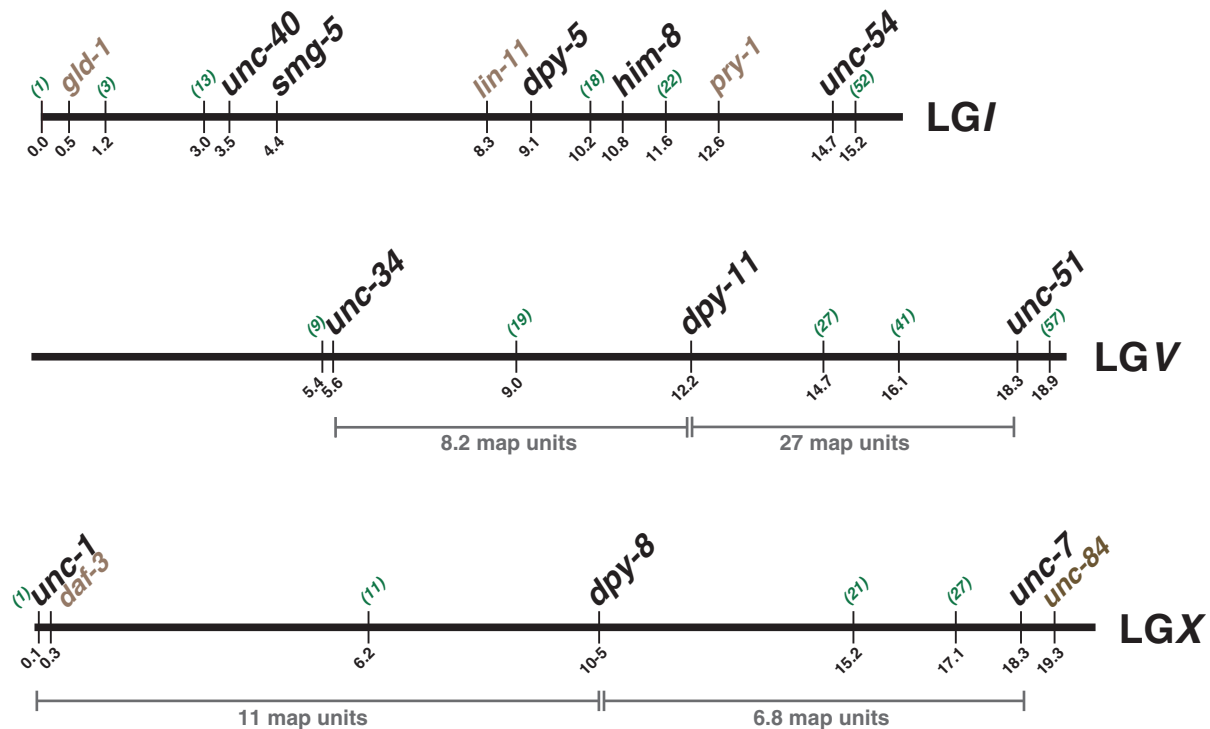 (1) gld-1 (3) (13) unc-40 smg-5 lin-11 dpy-5 (18) him-8 (22) pry-1 unc-54 (52)
LGI
0.0 0.5 1.2 3.0 3.5 4.4 8.3 9.1 10.2 10.8 11.6 12.6 14.7 15.2
(9) unc-34 (19) dpy-11 (27) (41) unc-51 (57)
LGV
5.4 5.6 9.0 12.2 14.7 16.1 18.3 18.9
8.2 map units 27 map units
(1) unc-1 daf-3 (11) dpy-8 (21) (27) unc-7 unc-84
LGX
0.1 0.3 6.2 10-5 15.2 17.1 18.3 19.3
11 map units 6.8 map units